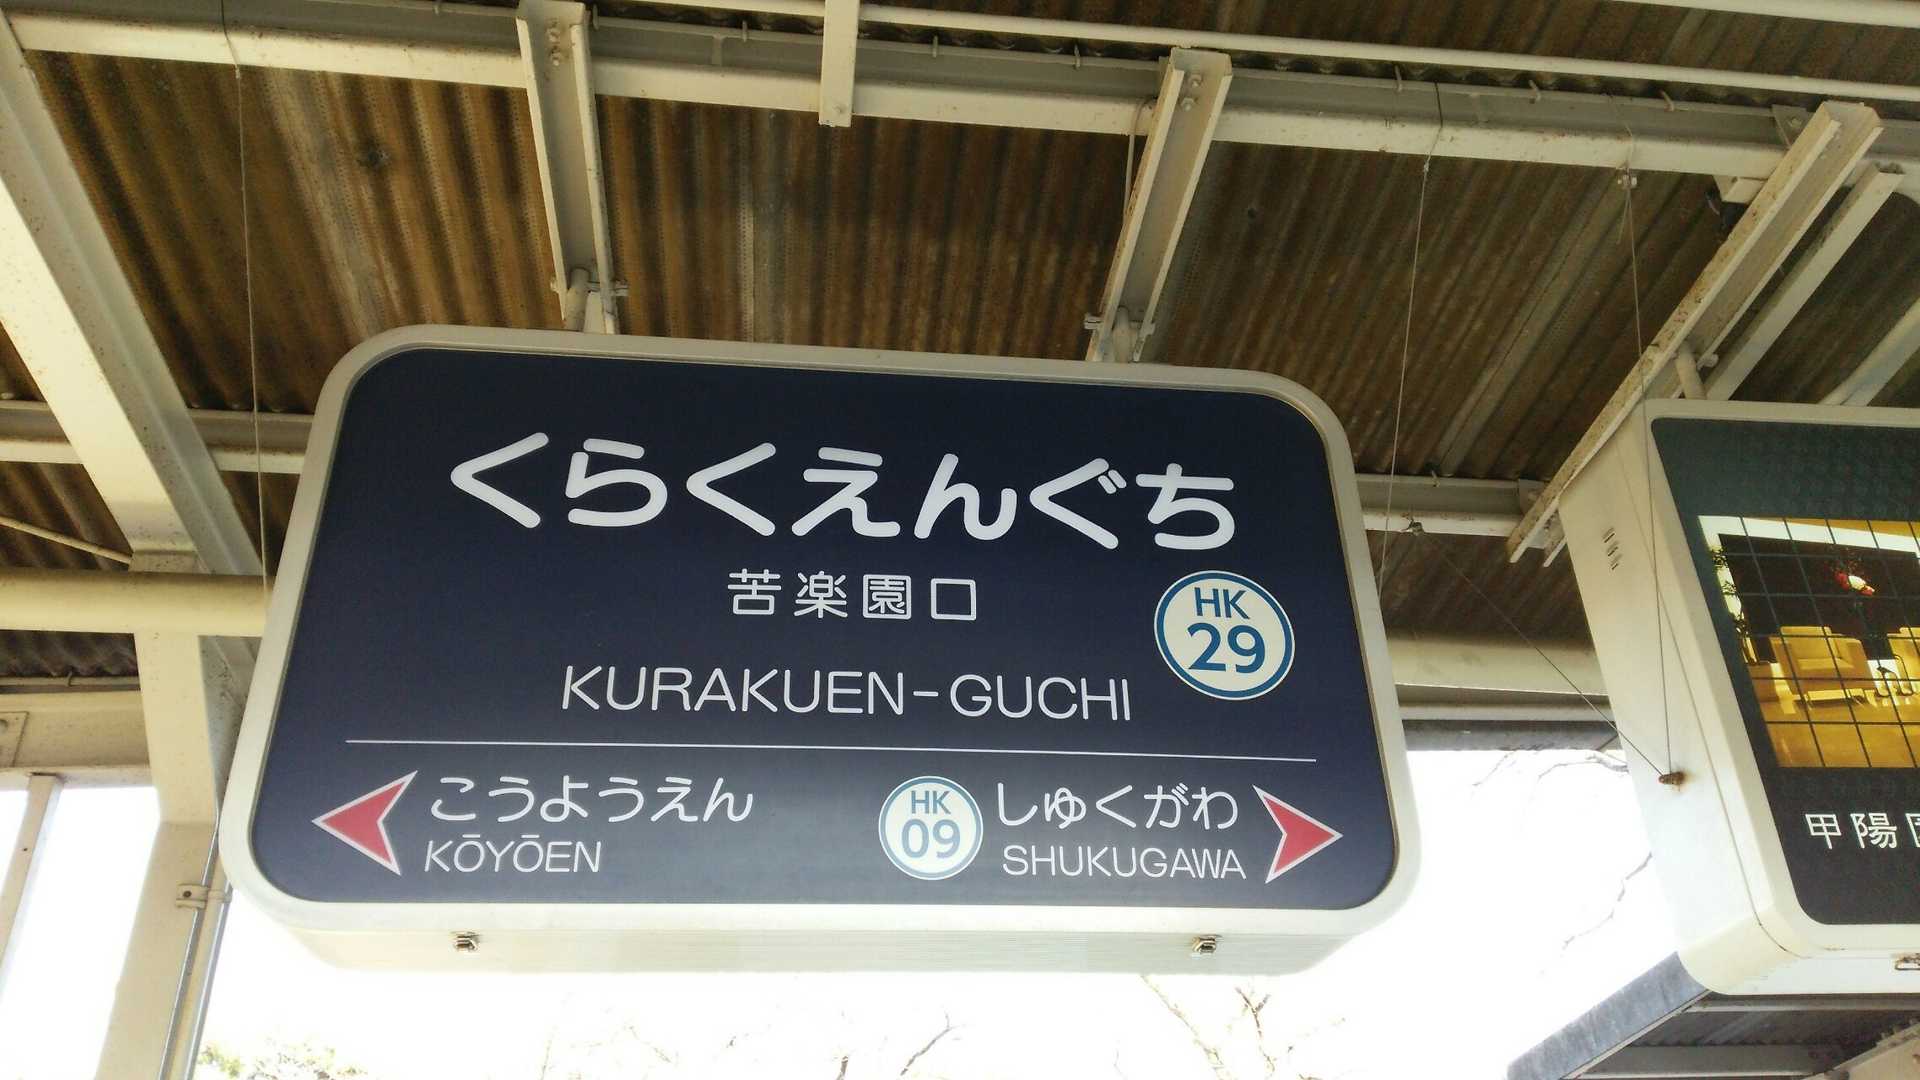 くらくえんぐち
苦楽園口
HK
29
KURAKUEN-GUCHI
こうようえん
KŌYŌEN
HK
09
しゅくがわ
SHUKUGAWA
甲陽